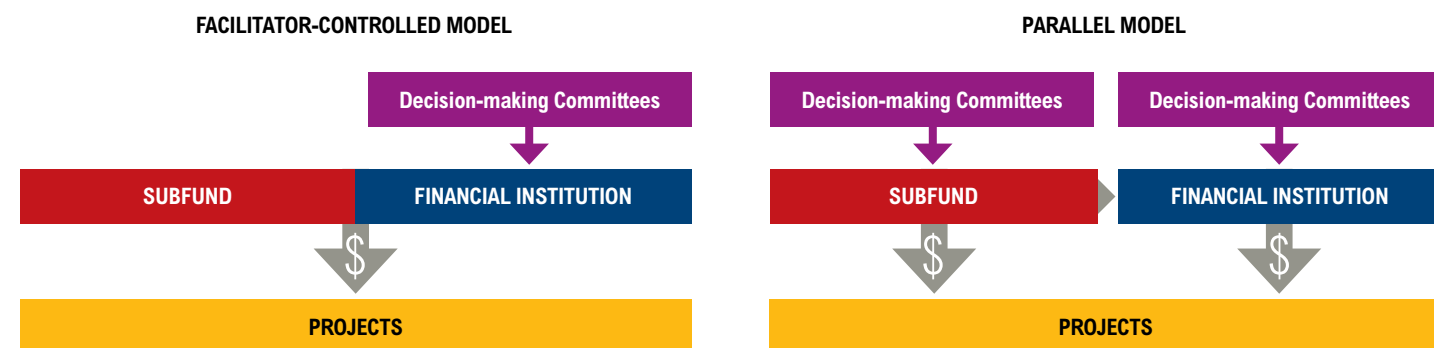 FACILITATOR-CONTROLLED MODEL
Decision-making Committees
SUBFUND
FINANCIAL INSTITUTION
$
PROJECTS
PARALLEL MODEL
Decision-making Committees
Decision-making Committees
SUBFUND
FINANCIAL INSTITUTION
$
$
PROJECTS